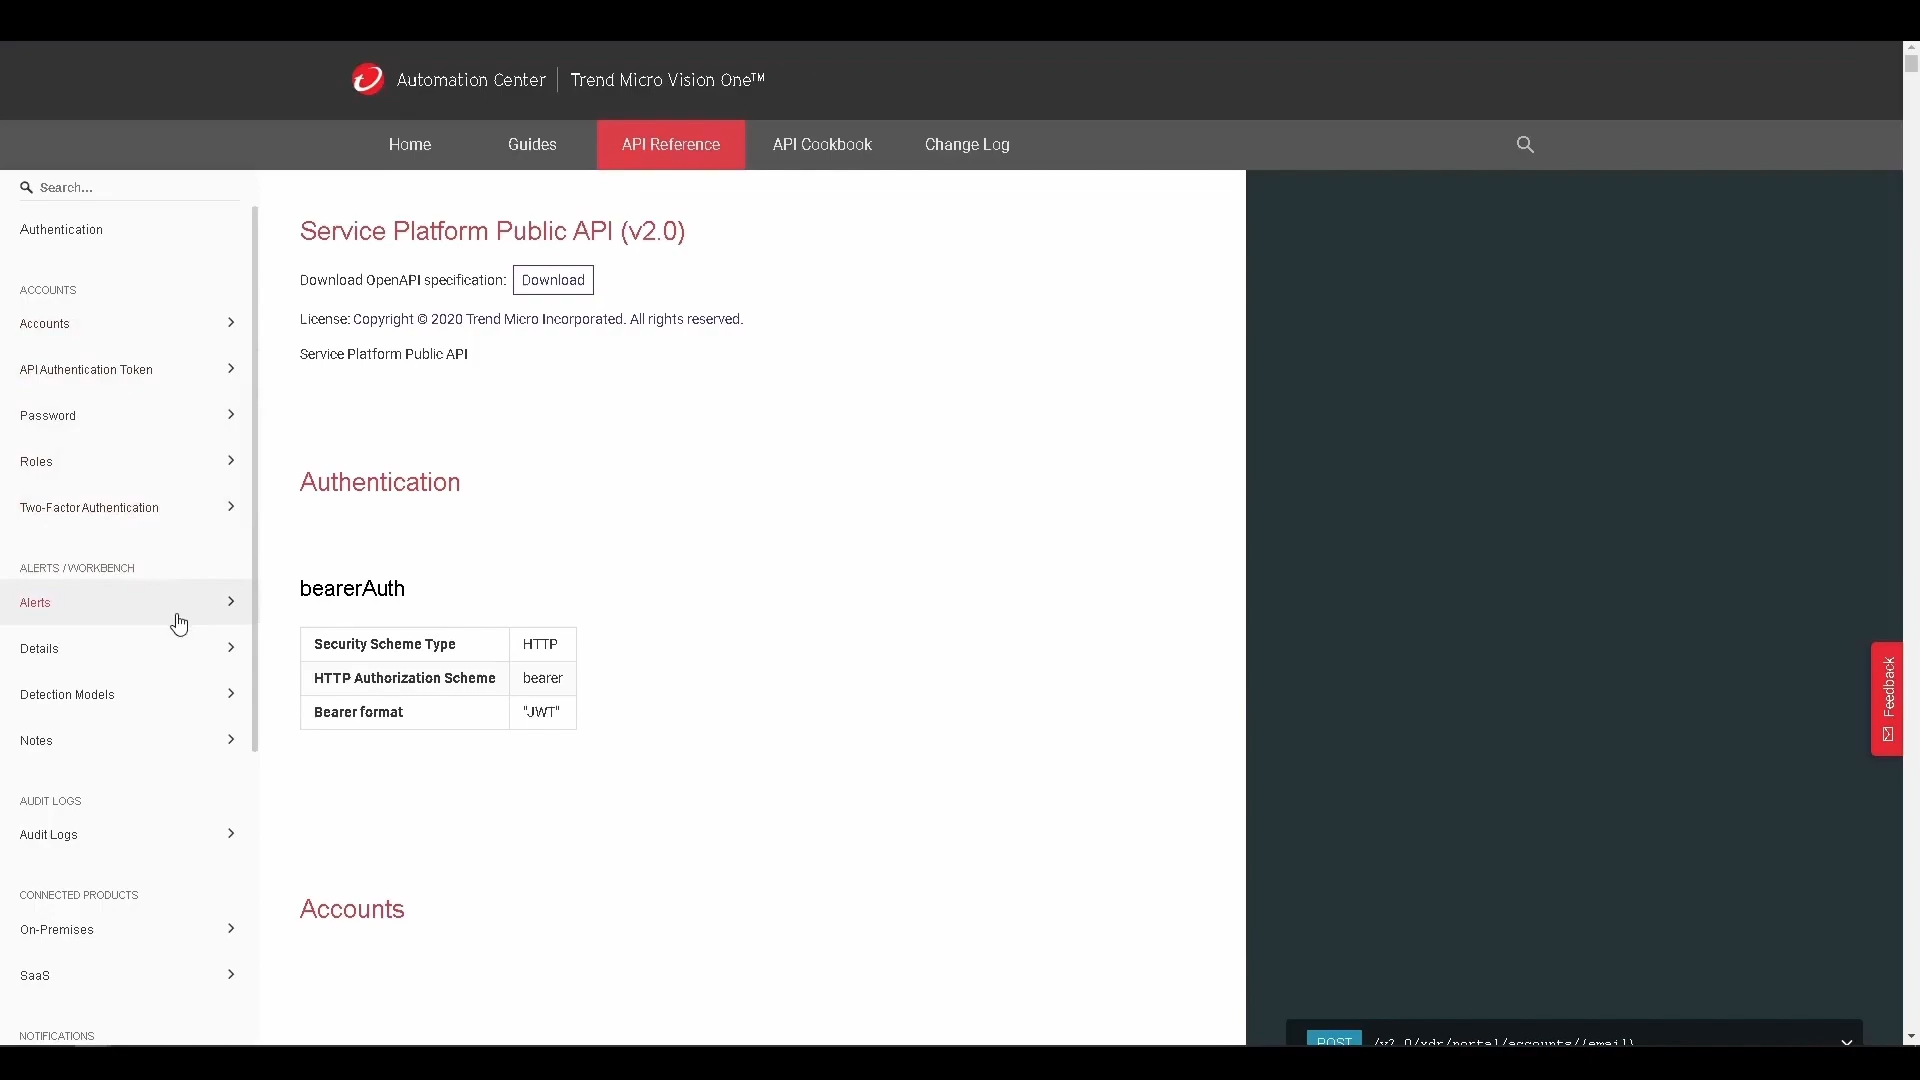 Automation Center | Trend Micro Vision One™
Home Guides API Reference API Cookbook Change Log
Search...
Authentication
ACCOUNTS
Accounts
API Authentication Token
Password
Roles
Two-Factor Authentication
ALERTS / WORKBENCH
Alerts
Details
Detection Models
Notes
AUDIT LOGS
Audit Logs
CONNECTED PRODUCTS
On-Premises
SaaS
NOTIFICATIONS
Service Platform Public API (v2.0)
Download OpenAPI specification: Download
License: Copyright © 2020 Trend Micro Incorporated. All rights reserved.
Service Platform Public API
Authentication
bearerAuth
Security Scheme Type HTTP
HTTP Authorization Scheme bearer
Bearer format "JWT"
Accounts
POST /v2.0/xdr/portal/accounts/{email}
Feedback